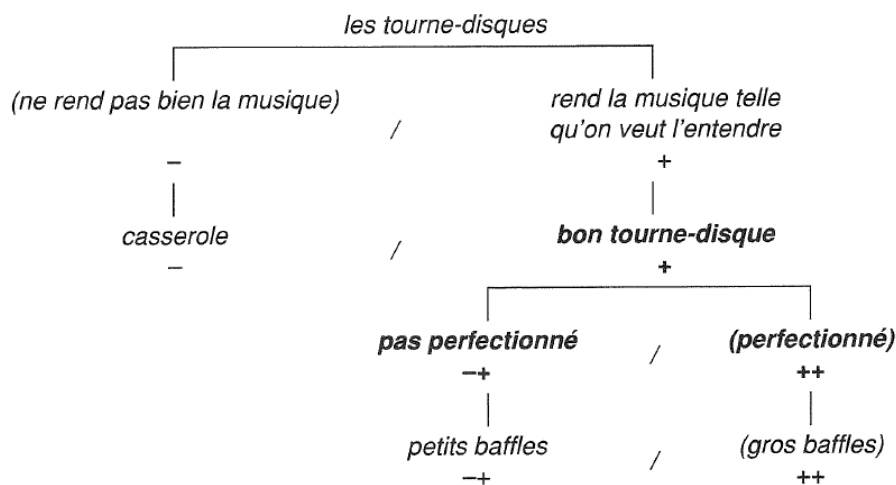 les tourne-disques
(ne rend pas bien la musique) / rend la musique telle
qu'on veut l'entendre
– +
casserole / bon tourne-disque
– +
pas perfectionné / (perfectionné)
–+ ++
petits baffles / (gros baffles)
–+ ++